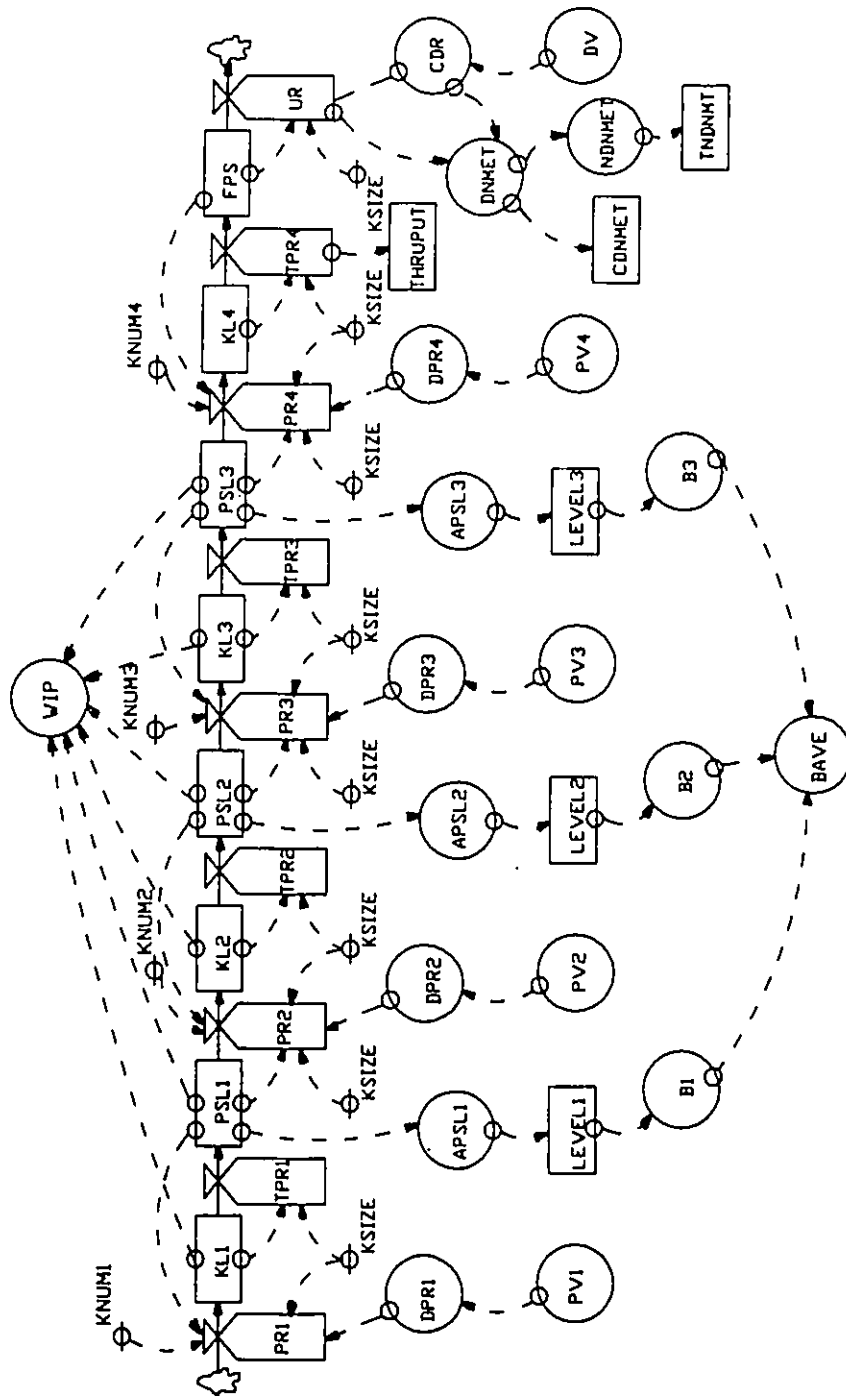 WIP
KNUM1
KNUM2
KNUM3
KNUM4
PR1
KL1
TPR1
PSL1
PR2
KL2
TPR2
PSL2
PR3
KL3
TPR3
PSL3
PR4
KL4
TPR4
FPS
UR
KSIZE
KSIZE
KSIZE
KSIZE
KSIZE
KSIZE
KSIZE
KSIZE
DPR1
APSL1
DPR2
APSL2
DPR3
APSL3
DPR4
THRUPUT
DNMET
CDR
PV1
LEVEL1
PV2
LEVEL2
PV3
LEVEL3
PV4
CDNMET
NDNMET
DV
TNDNMT
B1
B2
B3
BAVE